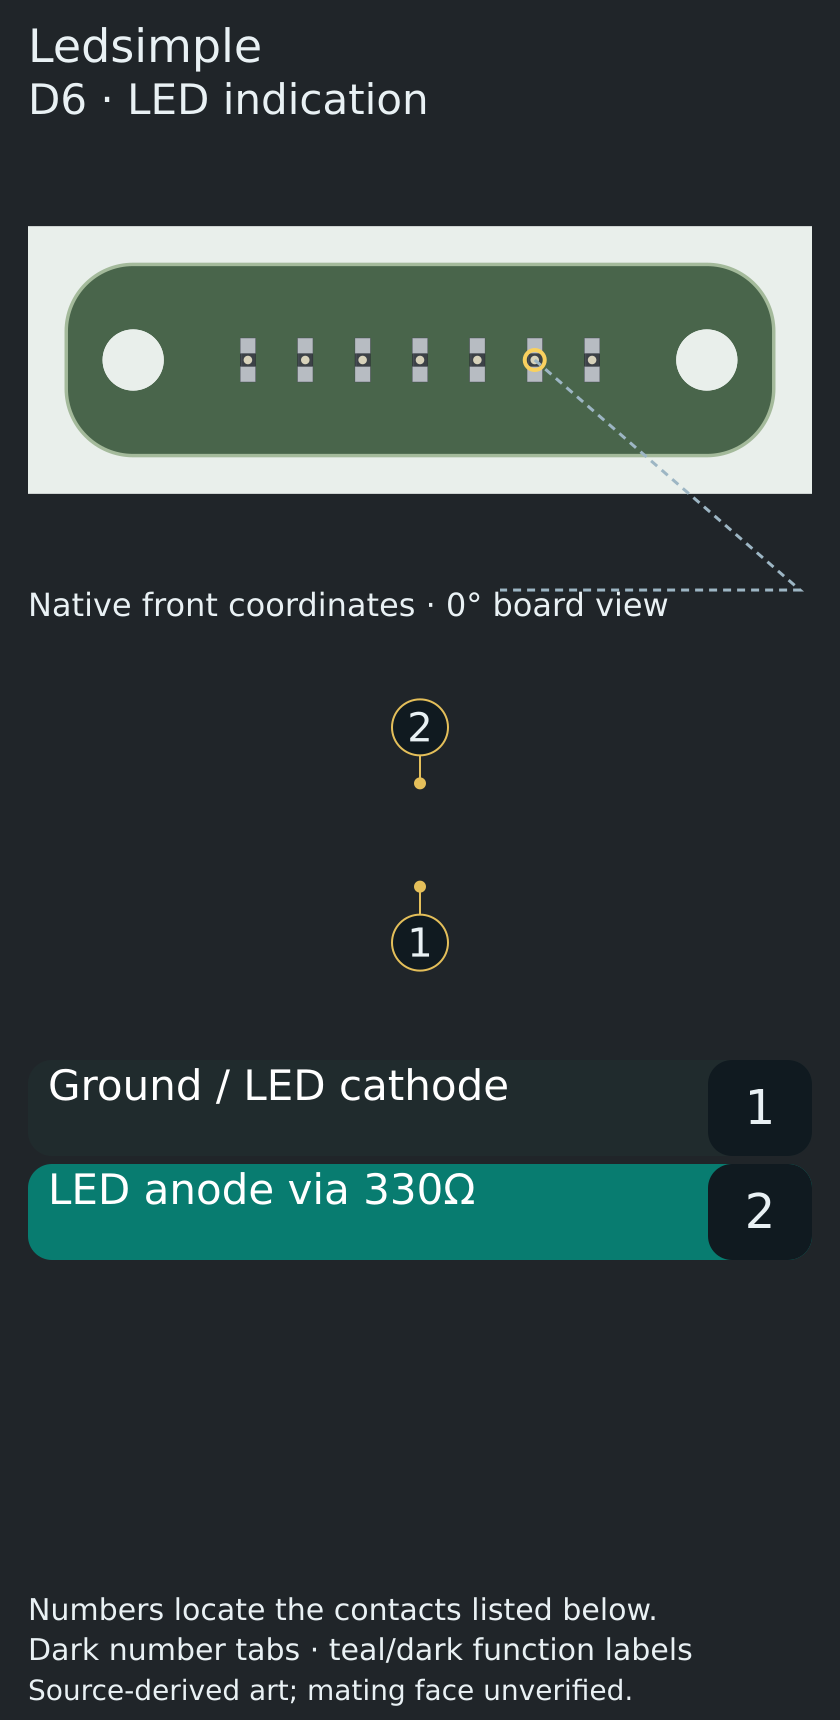 Ledsimple
D6 · LED indication
Native front coordinates · 0° board view
2
1
Ground / LED cathode 1
LED anode via 330Ω 2
Numbers locate the contacts listed below.
Dark number tabs · teal/dark function labels
Source-derived art; mating face unverified.